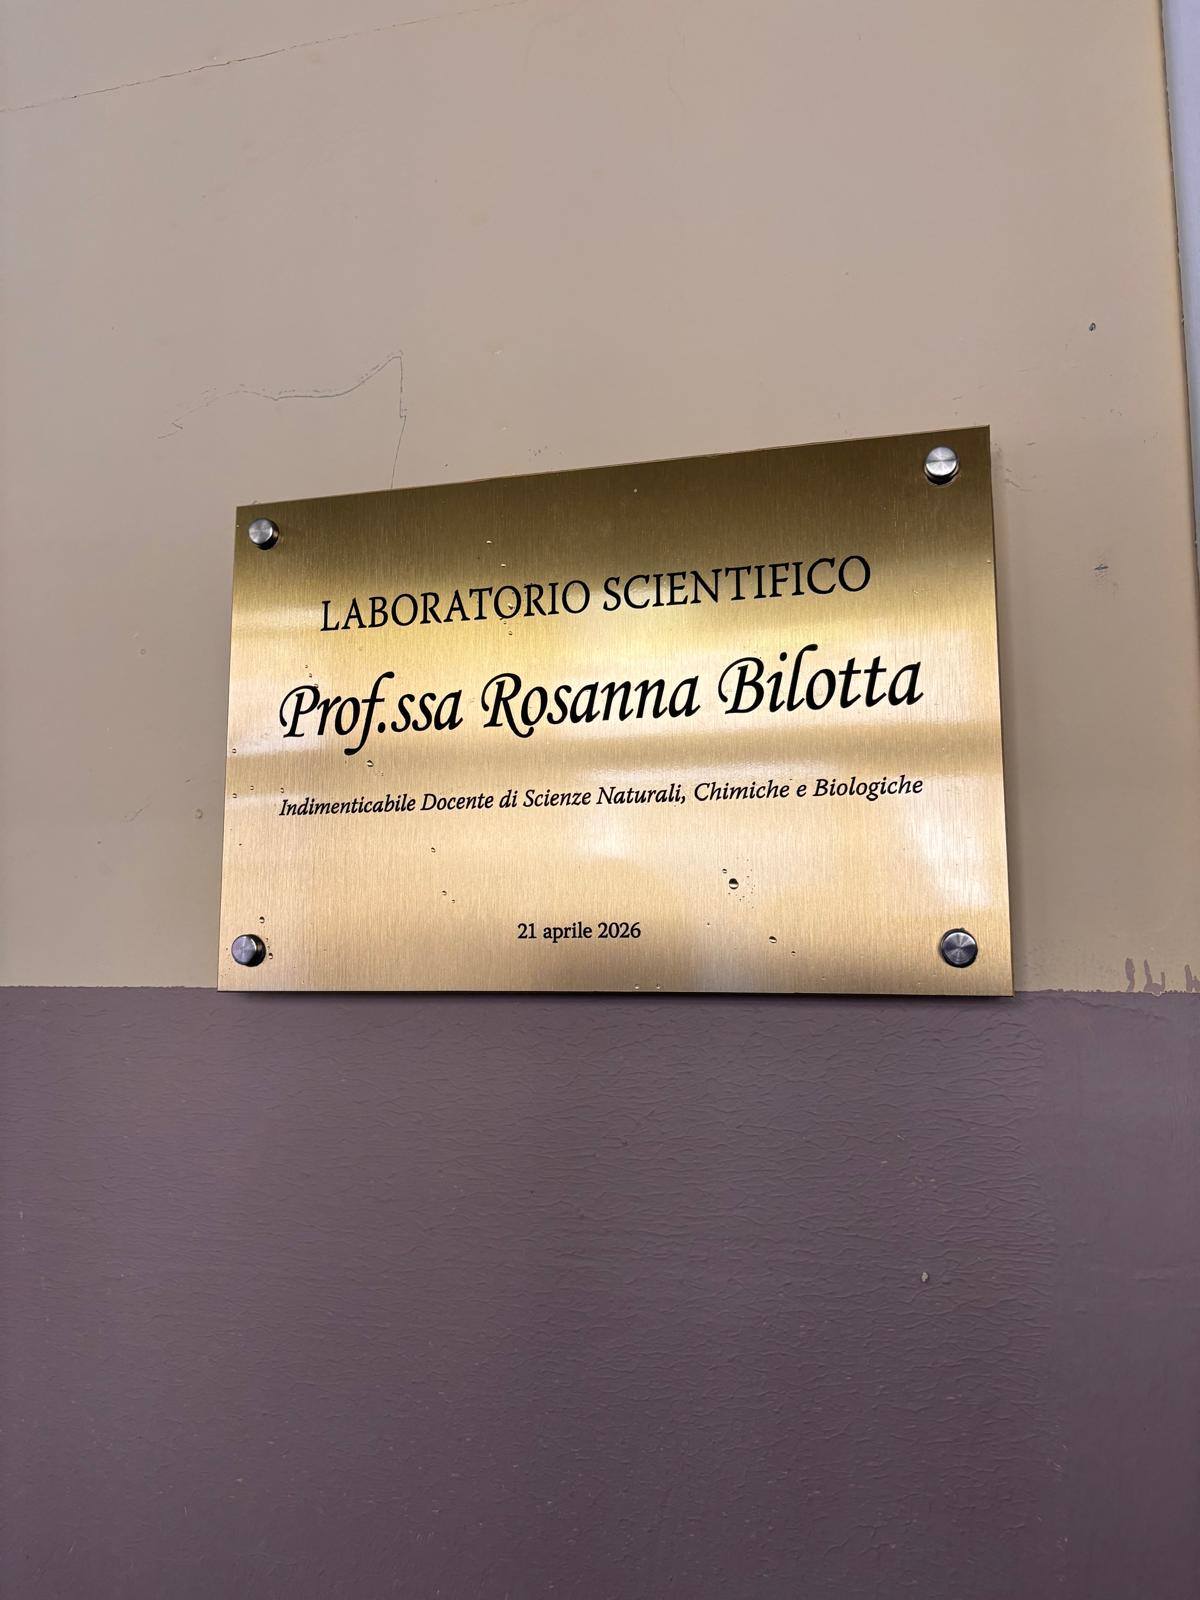 LABORATORIO SCIENTIFICO
Prof.ssa Rosanna Bilotta
Indimenticabile Docente di Scienze Naturali, Chimiche e Biologiche
21 aprile 2026